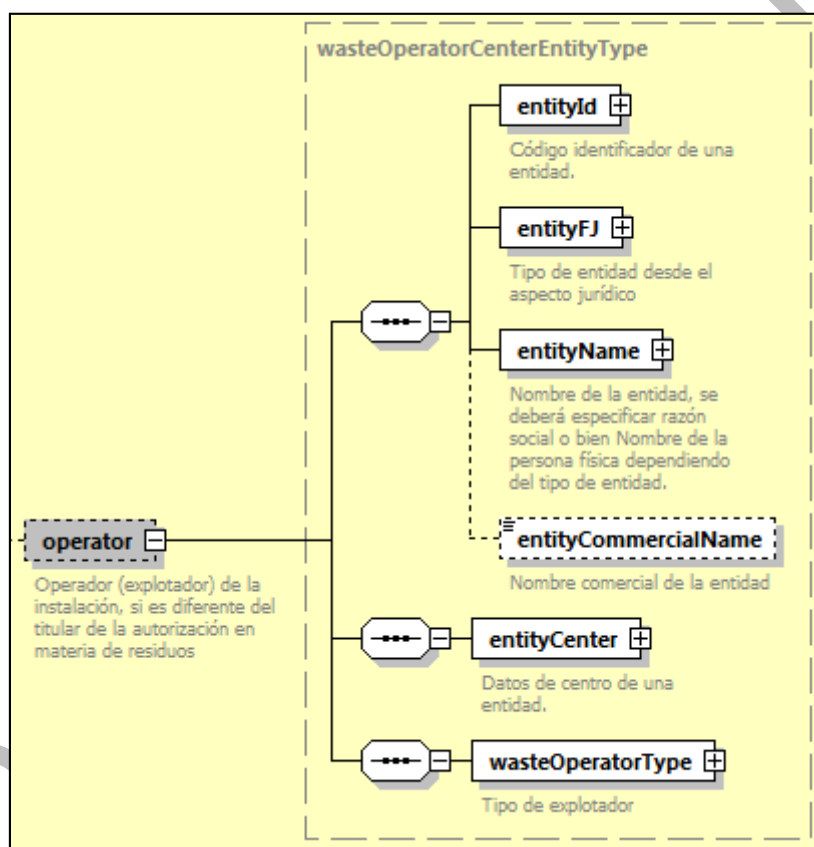 wasteOperatorCenterEntityType
entityId
Código identificador de una
entidad.
entityFJ
Tipo de entidad desde el
aspecto jurídico
entityName
Nombre de la entidad, se
deberá especificar razón
social o bien Nombre de la
persona física dependiendo
del tipo de entidad.
operator
Operador (explotador) de la
instalación, si es diferente del
titular de la autorización en
materia de residuos
entityCommercialName
Nombre comercial de la entidad
entityCenter
Datos de centro de una
entidad.
wasteOperatorType
Tipo de explotador